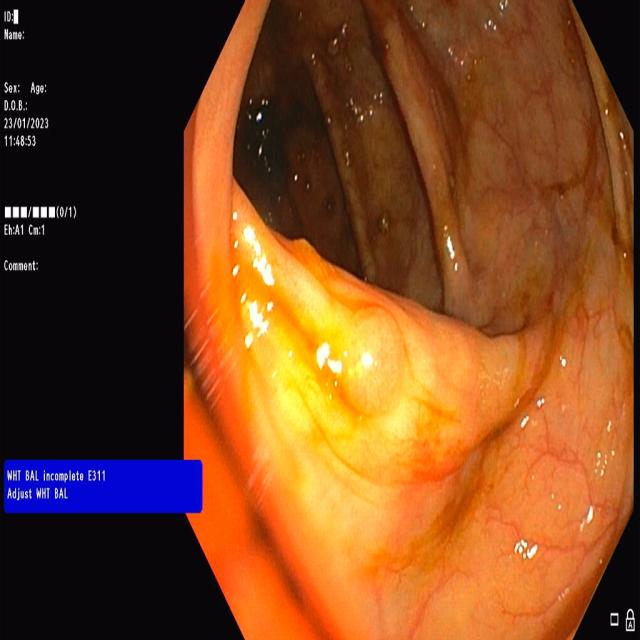 ID:
Name:
Sex: Age:
D.O.B.:
23/01/2023
11:48:53
■■■/■■■(0/1)
Eh:A1 Cm:1
Comment:
WHT BAL incomplete E311
Adjust WHT BAL
A